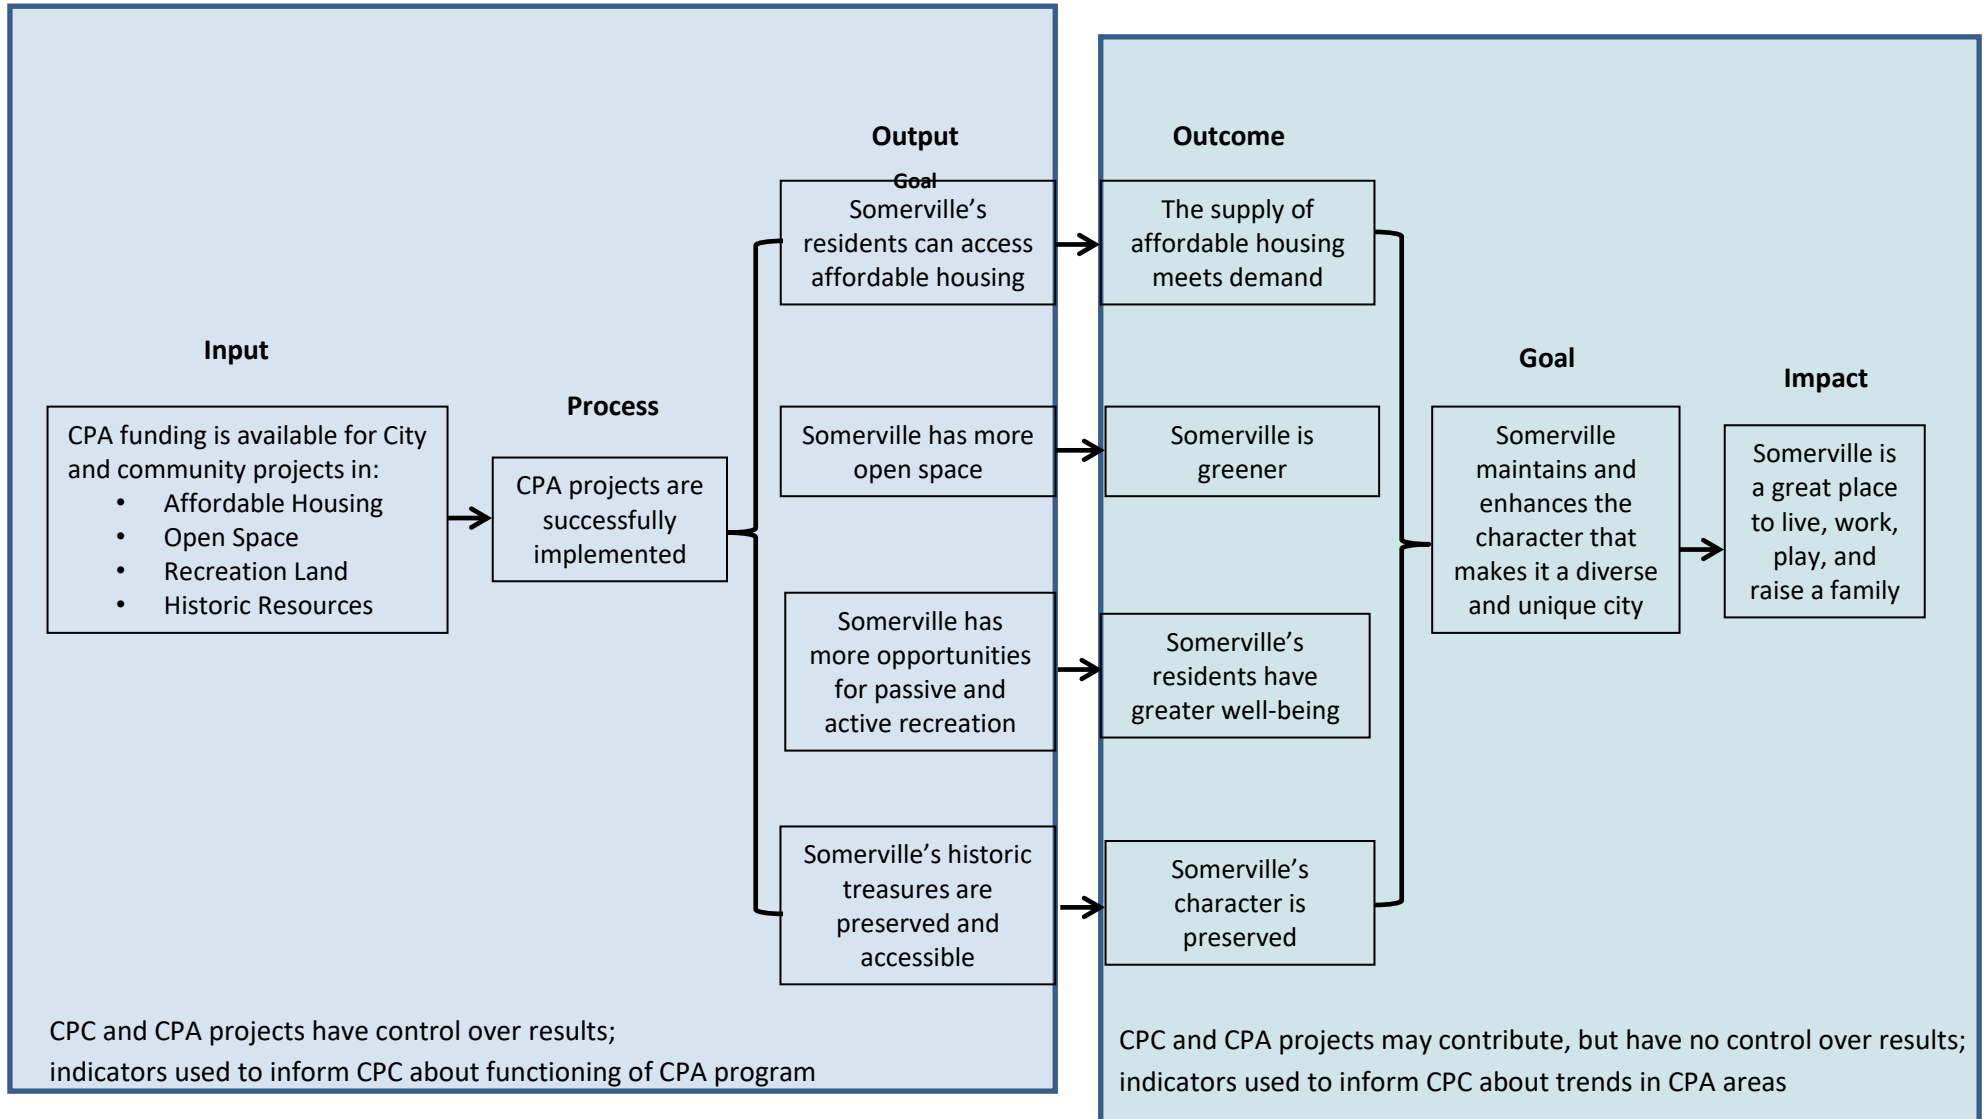 Input
CPA funding is available for City
and community projects in:
• Affordable Housing
• Open Space
• Recreation Land
• Historic Resources
Process
CPA projects are
successfully
implemented
Output
Goal
Somerville’s
residents can access
affordable housing
Somerville has more
open space
Somerville has
more opportunities
for passive and
active recreation
Somerville’s historic
treasures are
preserved and
accessible
CPC and CPA projects have control over results;
indicators used to inform CPC about functioning of CPA program
Outcome
The supply of
affordable housing
meets demand
Somerville is
greener
Somerville’s
residents have
greater well-being
Somerville’s
character is
preserved
Goal
Somerville
maintains and
enhances the
character that
makes it a diverse
and unique city
Impact
Somerville is
a great place
to live, work,
play, and
raise a family
CPC and CPA projects may contribute, but have no control over results;
indicators used to inform CPC about trends in CPA areas